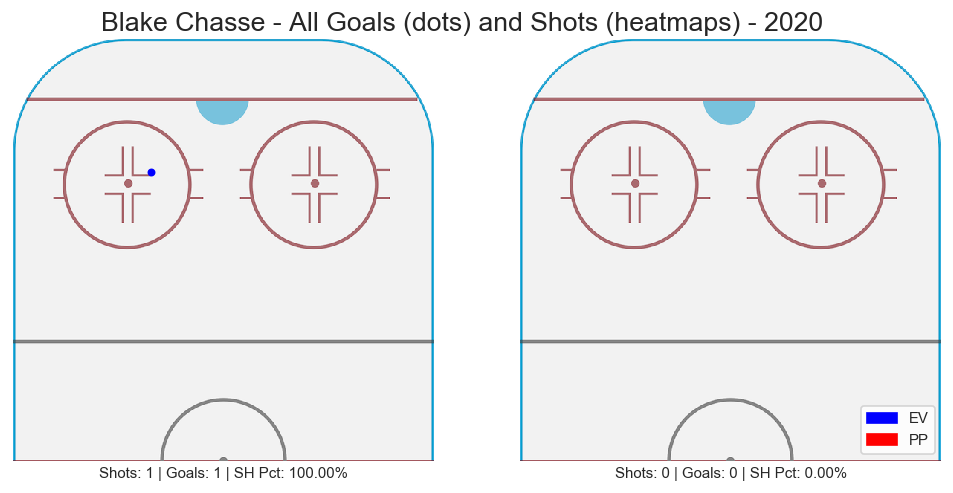 Blake Chasse - All Goals (dots) and Shots (heatmaps) - 2020
EV
PP
Shots: 1 | Goals: 1 | SH Pct: 100.00%
Shots: 0 | Goals: 0 | SH Pct: 0.00%